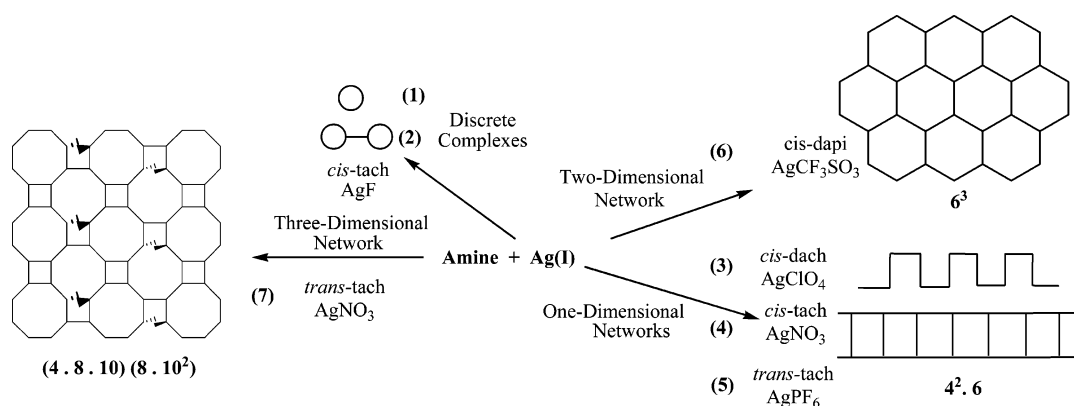 (1)
(2)
Discrete
Complexes
cis-tach
AgF
Three-Dimensional
Network
(7)
trans-tach
AgNO₃
(4 . 8 . 10) (8 . 10²)
Amine + Ag(I)
(6)
cis-dapi
AgCF₃SO₃
Two-Dimensional
Network
6³
(3)
cis-dach
AgClO₄
One-Dimensional
Networks
(4)
cis-tach
AgNO₃
(5)
trans-tach
AgPF₆
4². 6